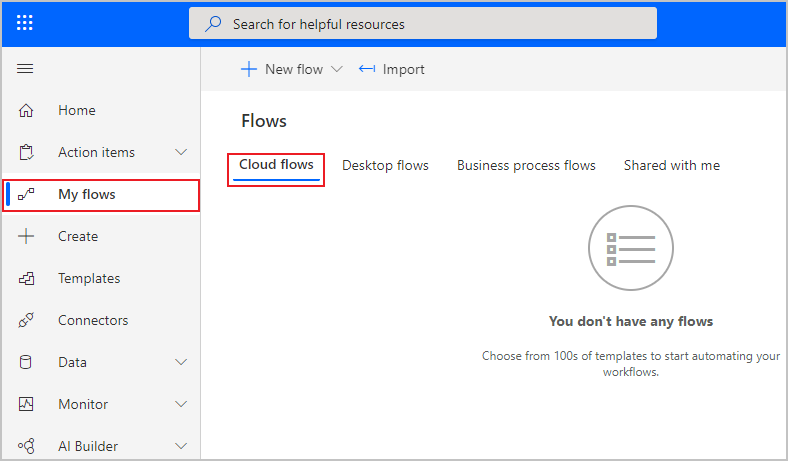 Search for helpful resources
New flow
Import
Home
Action items
My flows
Create
Templates
Connectors
Data
Monitor
AI Builder
Flows
Cloud flows
Desktop flows
Business process flows
Shared with me
You don't have any flows
Choose from 100s of templates to start automating your
workflows.